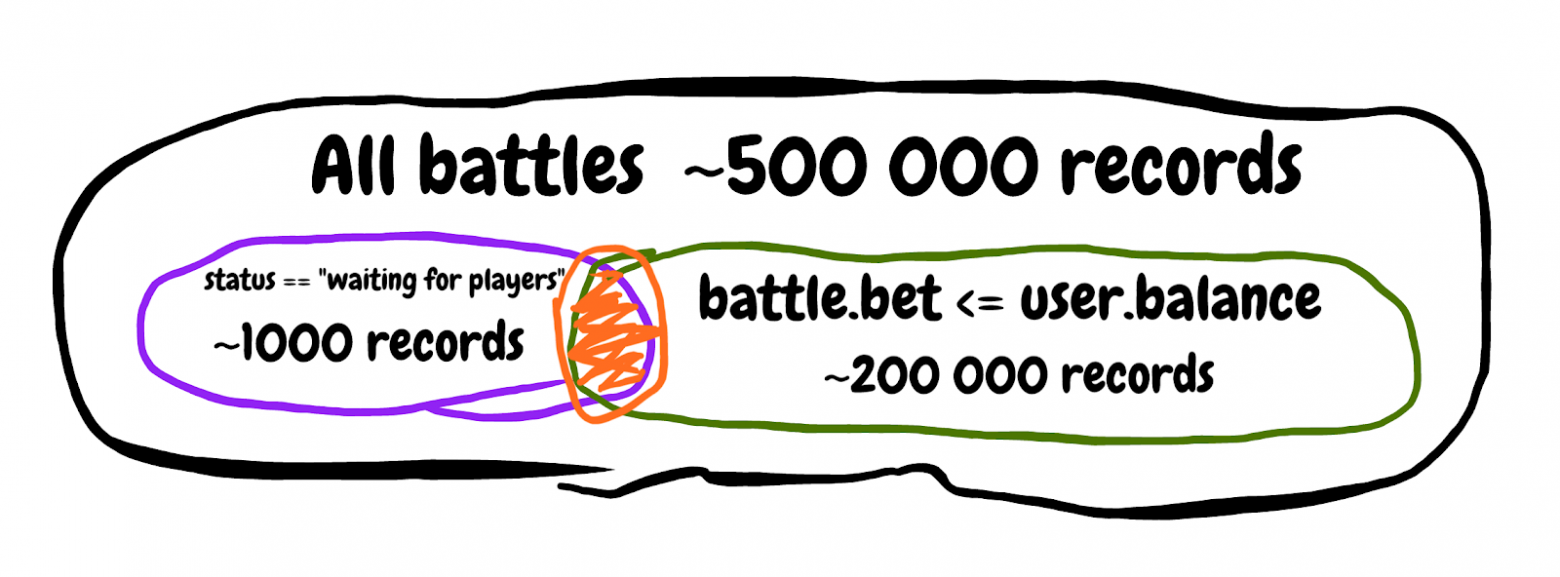 All battles ~500 000 records
status == "waiting for players"
~1000 records
battle.bet <= user.balance
~200 000 records